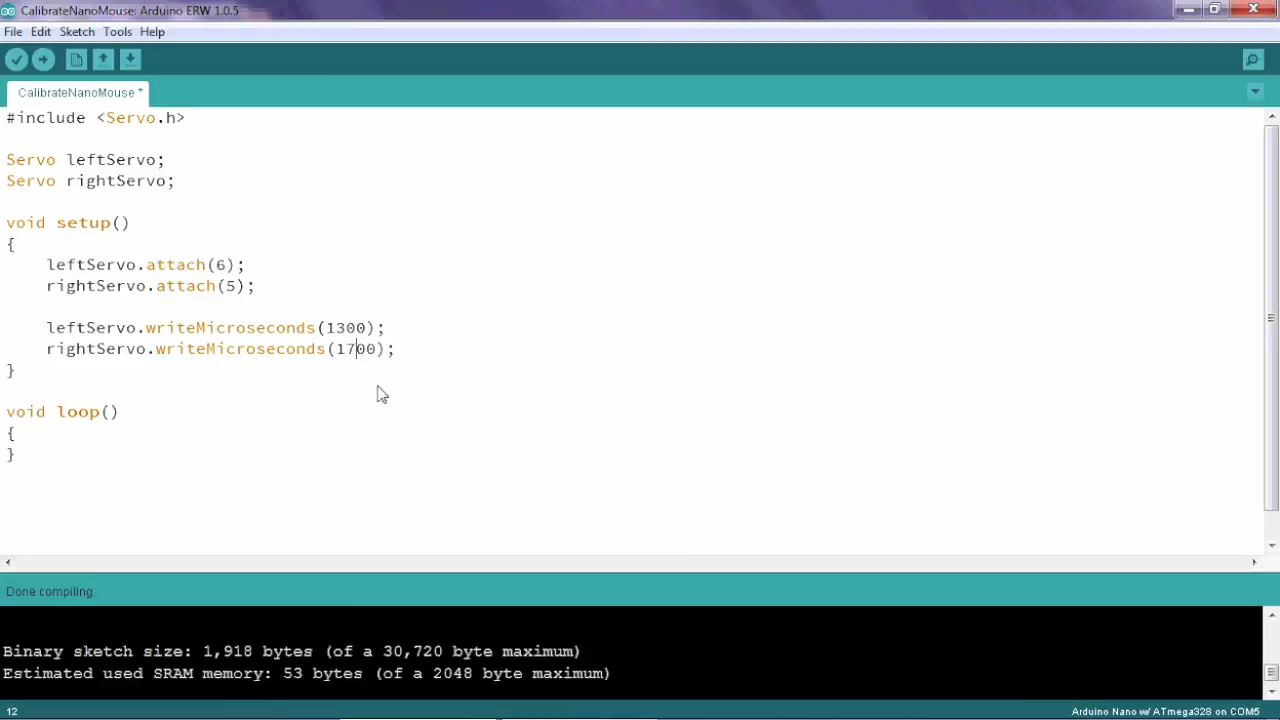 CalibrateNanoMouse: Arduino ERW 1.0.5
File Edit Sketch Tools Help
CalibrateNanoMouse *
#include <Servo.h>
Servo leftServo;
Servo rightServo;
void setup()
{
leftServo.attach(6);
rightServo.attach(5);
leftServo.writeMicroseconds(1300);
rightServo.writeMicroseconds(1700);
}
void loop()
{
}
Done compiling.
Binary sketch size: 1,918 bytes (of a 30,720 byte maximum)
Estimated used SRAM memory: 53 bytes (of a 2048 byte maximum)
12
Arduino Nano w/ ATmega328 on COM5